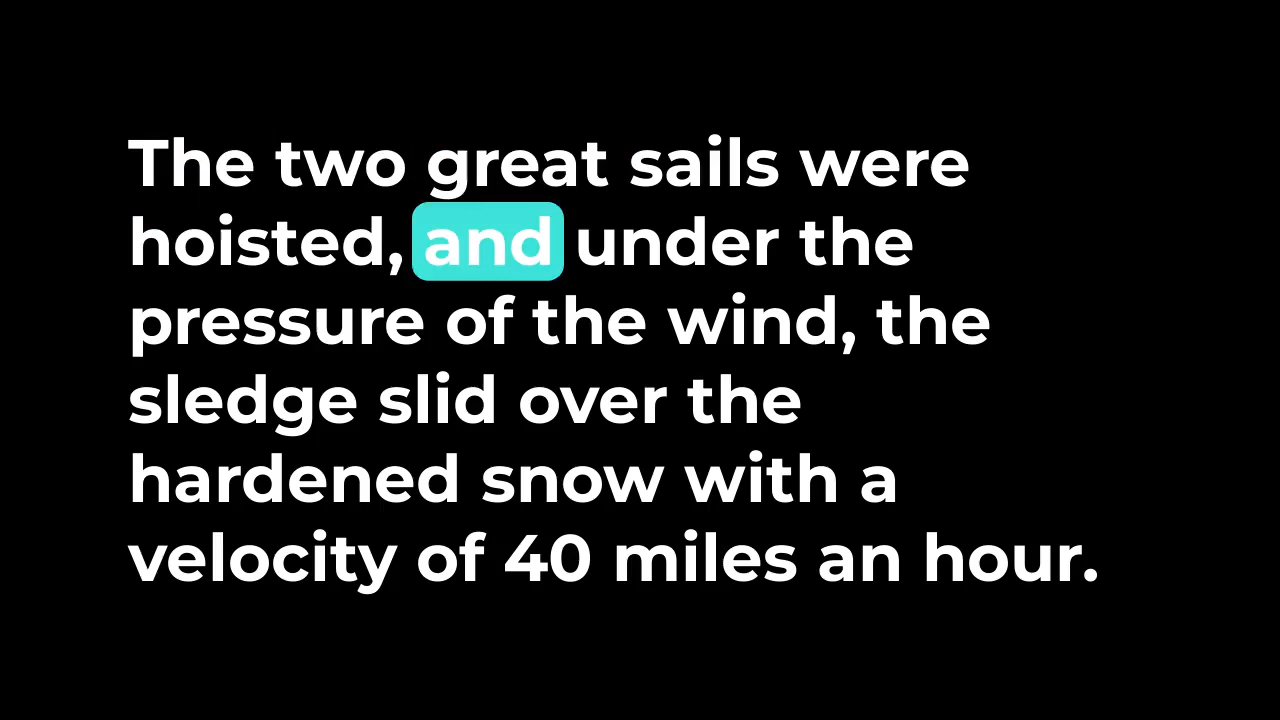 The two great sails were
hoisted, and under the
pressure of the wind, the
sledge slid over the
hardened snow with a
velocity of 40 miles an hour.